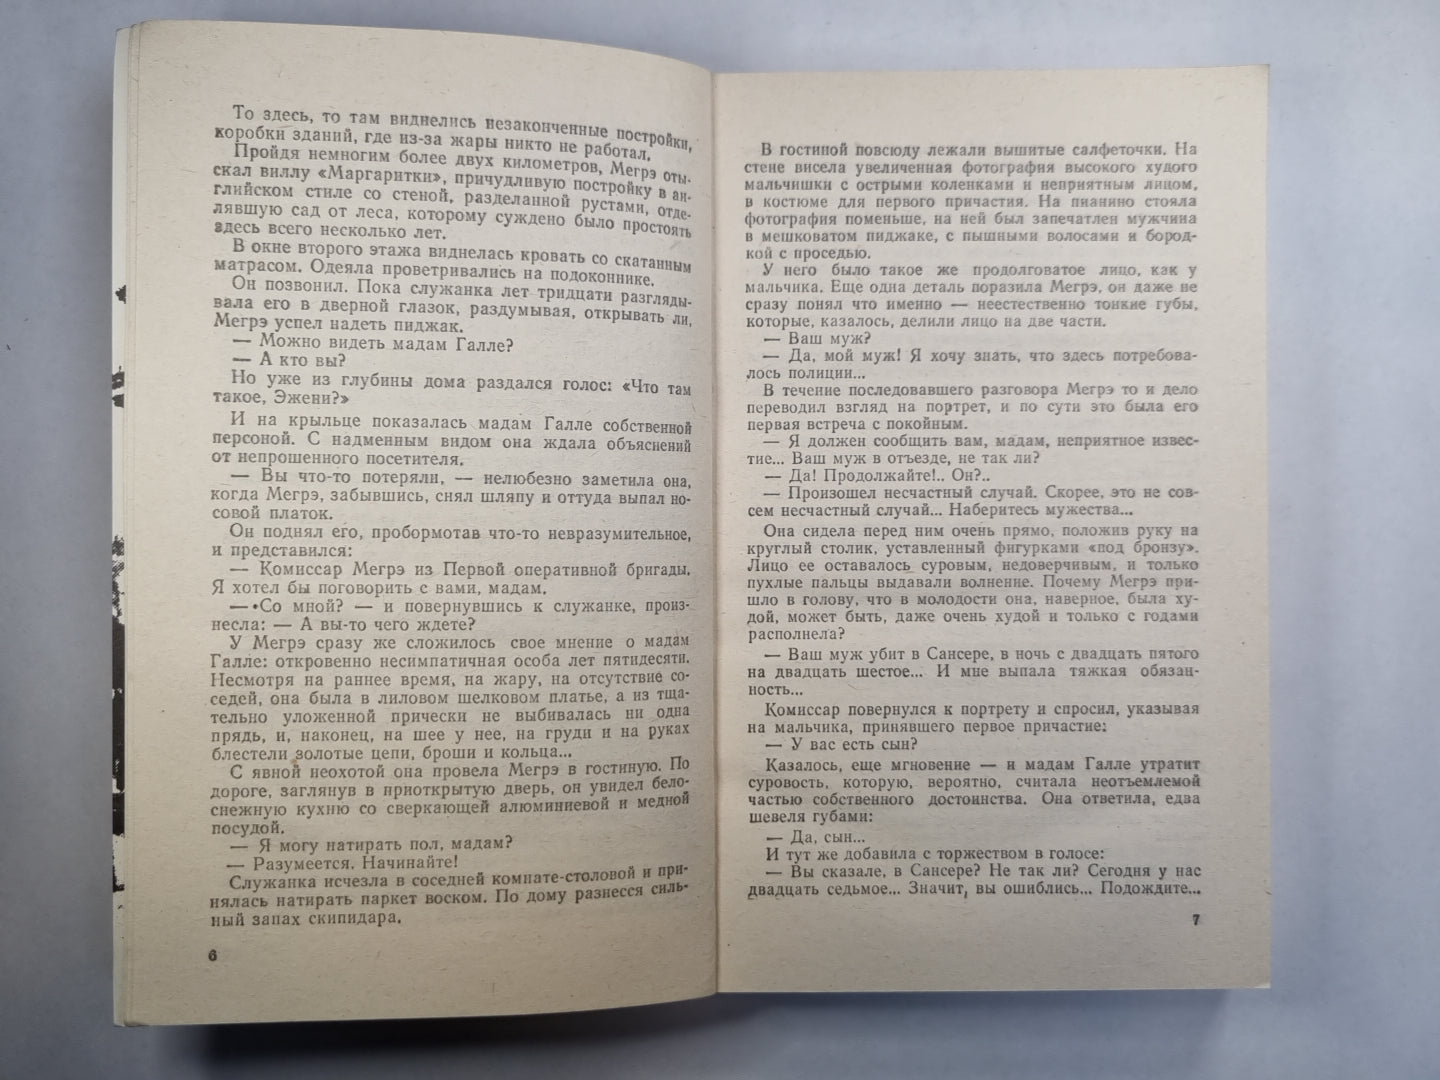 То здесь, то там виднелись незаконченные постройки,
коробки зданий, где из-за жары никто не работал.
Пройдя немногим более двух километров, Мегрэ оты-
скал виллу «Маргаритки», причудливую постройку в ан-
глийском стиле со стеной, разделанной рустами, отде-
лявшую сад от леса, которому суждено было простоять
здесь всего несколько лет.
В окне второго этажа виднелась кровать со скатанным
матрасом. Одеяла проветривались на подоконнике.
Он позвонил. Пока служанка лет тридцати разгляды-
вала его в дверной глазок, раздумывая, открывать ли,
Мегрэ успел надеть пиджак.
— Можно видеть мадам Галле?
— А кто вы?
Но уже из глубины дома раздался голос: «Что там
такое, Эжени?»
И на крыльце показалась мадам Галле собственной
персоной. С надменным видом она ждала объяснений
от непрошенного посетителя.
— Вы что-то потеряли, — нелюбезно заметила она,
когда Мегрэ, забывшись, снял шляпу и оттуда выпал но-
совой платок.
Он поднял его, пробормотав что-то невразумительное,
и представился:
— Комиссар Мегрэ из Первой оперативной бригады.
Я хотел бы поговорить с вами, мадам.
— Со мной? — и повернувшись к служанке, произ-
несла: — А вы-то чего ждете?
У Мегрэ сразу же сложилось свое мнение о мадам
Галле: откровенно несимпатичная особа лет пятидесяти.
Несмотря на раннее время, на жару, на отсутствие со-
седей, она была в лиловом шелковом платье, а из тща-
тельно уложенной прически не выбивалась ни одна
прядь, и, наконец, на шее у нее, на груди и на руках
блестели золотые цепи, броши и кольца...
С явной неохотой она провела Мегрэ в гостиную. По
дороге, заглянув в приоткрытую дверь, он увидел бело-
снежную кухню со сверкающей алюминиевой и медной
посудой.
— Я могу натирать пол, мадам?
— Разумеется. Начинайте!
Служанка исчезла в соседней комнате-столовой и при-
нялась натирать паркет воском. По дому разнесся силь-
ный запах скипидара.
6
В гостиной повсюду лежали вышитые салфеточки. На
стене висела увеличенная фотография высокого худого
мальчишки с острыми коленками и неприятным лицом,
в костюме для первого причастия. На пианино стояла
фотография поменьше, на ней был запечатлен мужчина
в мешковатом пиджаке, с пышными волосами и бород-
кой с проседью.
У него было такое же продолговатое лицо, как у
мальчика. Еще одна деталь поразила Мегрэ, он даже не
сразу понял что именно — неестественно тонкие губы,
которые, казалось, делили лицо на две части.
— Ваш муж?
— Да, мой муж! Я хочу знать, что здесь потребова-
лось полиции...
В течение последовавшего разговора Мегрэ то и дело
переводил взгляд на портрет, и по сути это была его
первая встреча с покойным.
— Я должен сообщить вам, мадам, неприятное извес-
тие... Ваш муж в отъезде, не так ли?
— Да! Продолжайте!.. Он?..
— Произошел несчастный случай. Скорее, это не сов-
сем несчастный случай... Наберитесь мужества...
Она сидела перед ним очень прямо, положив руку на
круглый столик, уставленный фигурками «под бронзу».
Лицо ее оставалось суровым, недоверчивым, и только
пухлые пальцы выдавали волнение. Почему Мегрэ при-
шло в голову, что в молодости она, наверное, была ху-
дой, может быть, даже очень худой и только с годами
располнела?
— Ваш муж убит в Сансере, в ночь с двадцать пятого
на двадцать шестое... И мне выпала тяжкая обязан-
ность...
Комиссар повернулся к портрету и спросил, указывая
на мальчика, принявшего первое причастие:
— У вас есть сын?
Казалось, еще мгновение — и мадам Галле утратит
суровость, которую, вероятно, считала неотъемлемой
частью собственного достоинства. Она ответила, едва
шевеля губами:
— Да, сын...
И тут же добавила с торжеством в голосе:
— Вы сказале, в Сансере? Не так ли? Сегодня у нас
двадцать седьмое... Значит, вы ошиблись... Подождите...
7